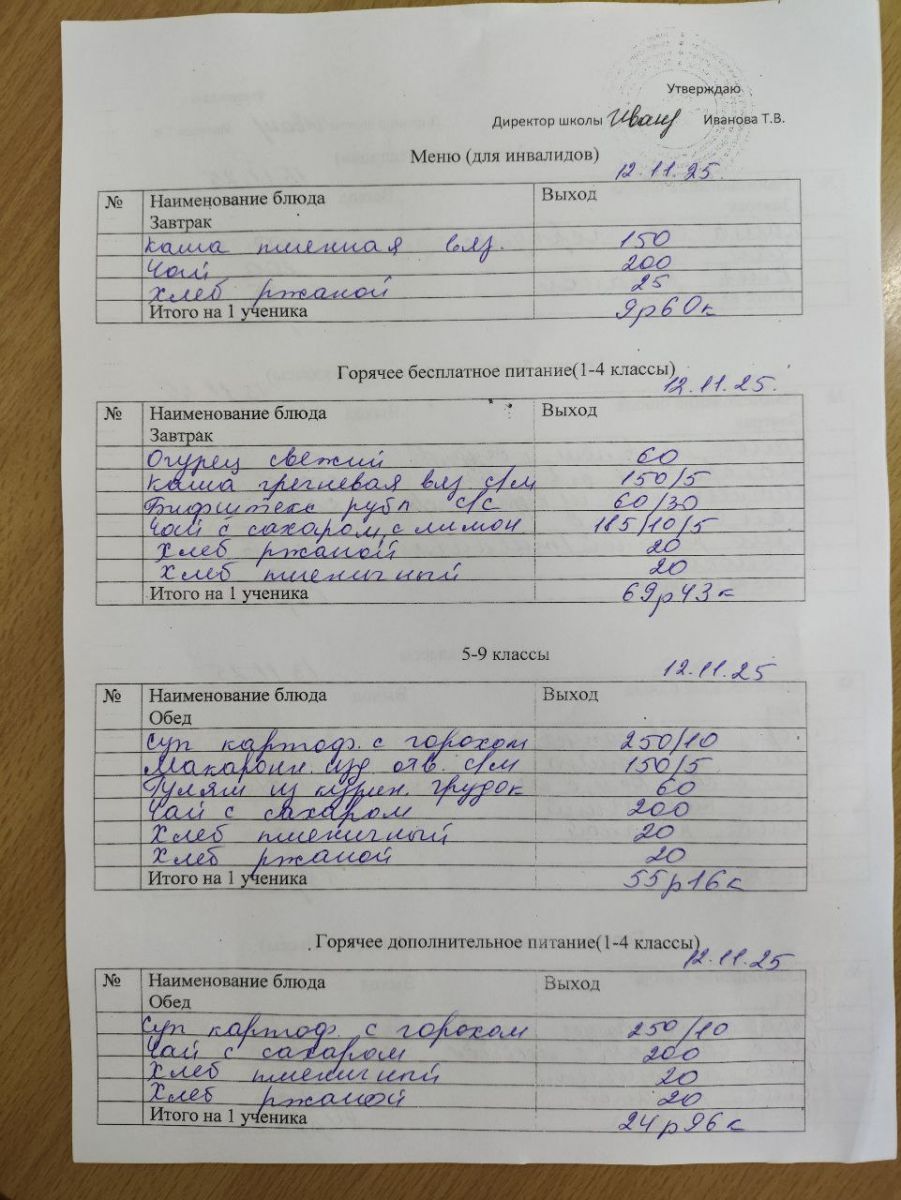 Утверждаю
Директор школы Иванова Т.В.
Меню (для инвалидов)
12.11.25.
№ Наименование блюда Выход
Завтрак
Каша пшенная вяз. 150
Чай 200
Хлеб ржаной 25
Итого на 1 ученика 9р60к
Горячее бесплатное питание(1-4 классы)
12.11.25.
№ Наименование блюда Выход
Завтрак
Огурец свежий 60
Каша гречневая вяз с/м 150/5
Бифштекс рубл с/с 60/30
Чай с сахаром, с лимон 185/10/5
Хлеб ржаной 20
Хлеб пшеничный 20
Итого на 1 ученика 69р43к
5-9 классы
12.11.25
№ Наименование блюда Выход
Обед
Суп картоф. с горохом 250/10
Макаронн. изд отв. с/м 150/5
Гуляш из курин. грудок 60
Чай с сахаром 200
Хлеб пшеничный 20
Хлеб ржаной 20
Итого на 1 ученика 55р16к
Горячее дополнительное питание(1-4 классы)
12.11.25
№ Наименование блюда Выход
Обед
Суп картоф. с горохом 250/10
Чай с сахаром 200
Хлеб пшеничный 20
Хлеб ржаной 20
Итого на 1 ученика 24р96к